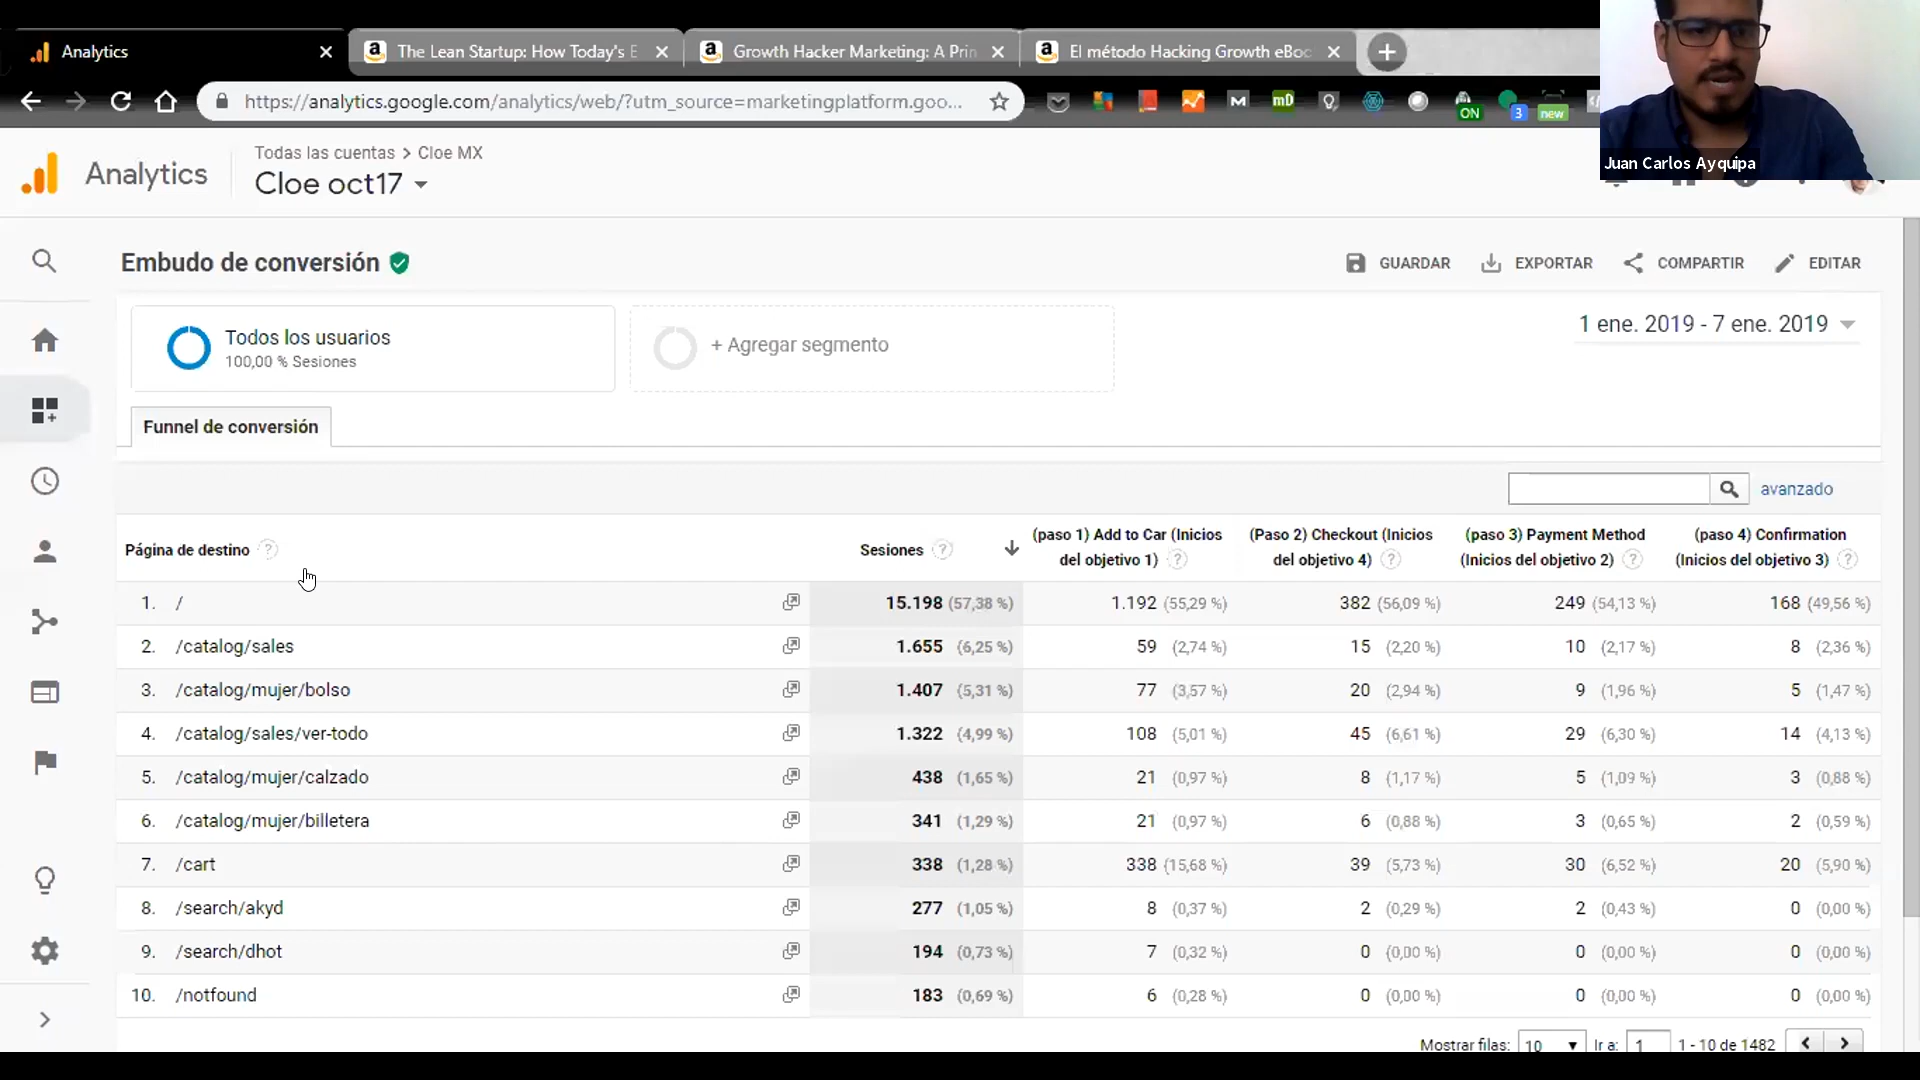 Analytics
The Lean Startup: How Today's E
Growth Hacker Marketing: A Prin
El método Hacking Growth eBoo
https://analytics.google.com/analytics/web/?utm_source=marketingplatform.goo...
mD
ON
3
new
Juan Carlos Ayquipa
Analytics
Todas las cuentas > Cloe MX
Cloe oct17
Embudo de conversión
GUARDAR
EXPORTAR
COMPARTIR
EDITAR
Todos los usuarios
100,00 % Sesiones
+ Agregar segmento
1 ene. 2019 - 7 ene. 2019
Funnel de conversión
avanzado
Página de destino
Sesiones
(paso 1) Add to Car (Inicios
del objetivo 1)
(Paso 2) Checkout (Inicios
del objetivo 4)
(paso 3) Payment Method
(Inicios del objetivo 2)
(paso 4) Confirmation
(Inicios del objetivo 3)
1. / 15.198 (57,38 %) 1.192 (55,29 %) 382 (56,09 %) 249 (54,13 %) 168 (49,56 %)
2. /catalog/sales 1.655 (6,25 %) 59 (2,74 %) 15 (2,20 %) 10 (2,17 %) 8 (2,36 %)
3. /catalog/mujer/bolso 1.407 (5,31 %) 77 (3,57 %) 20 (2,94 %) 9 (1,96 %) 5 (1,47 %)
4. /catalog/sales/ver-todo 1.322 (4,99 %) 108 (5,01 %) 45 (6,61 %) 29 (6,30 %) 14 (4,13 %)
5. /catalog/mujer/calzado 438 (1,65 %) 21 (0,97 %) 8 (1,17 %) 5 (1,09 %) 3 (0,88 %)
6. /catalog/mujer/billetera 341 (1,29 %) 21 (0,97 %) 6 (0,88 %) 3 (0,65 %) 2 (0,59 %)
7. /cart 338 (1,28 %) 338 (15,68 %) 39 (5,73 %) 30 (6,52 %) 20 (5,90 %)
8. /search/akyd 277 (1,05 %) 8 (0,37 %) 2 (0,29 %) 2 (0,43 %) 0 (0,00 %)
9. /search/dhot 194 (0,73 %) 7 (0,32 %) 0 (0,00 %) 0 (0,00 %) 0 (0,00 %)
10. /notfound 183 (0,69 %) 6 (0,28 %) 0 (0,00 %) 0 (0,00 %) 0 (0,00 %)
Mostrar filas: 10 Ir a: 1 1 - 10 de 1482